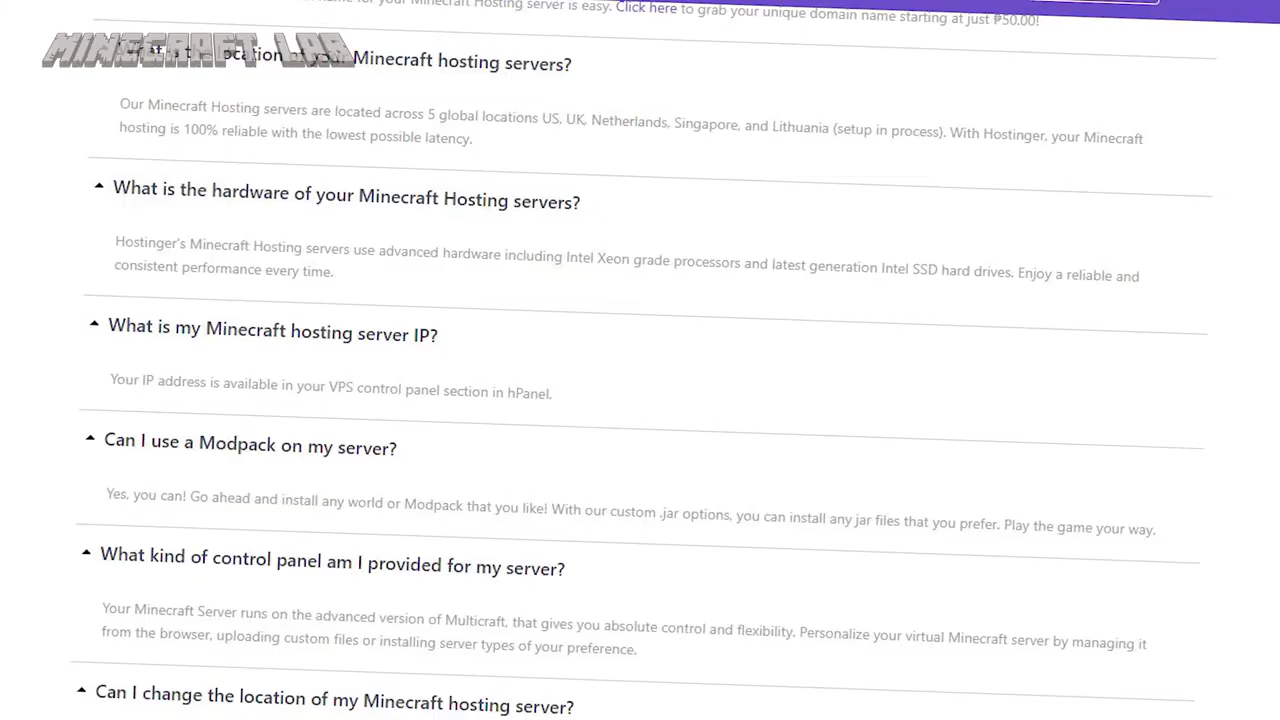 your Minecraft Hosting server is easy. Click here to grab your unique domain name starting at just ₱50.00!
MINECRAFT LAB
What is the location of your Minecraft hosting servers?
Our Minecraft Hosting servers are located across 5 global locations US, UK, Netherlands, Singapore, and Lithuania (setup in process). With Hostinger, your Minecraft
hosting is 100% reliable with the lowest possible latency.
What is the hardware of your Minecraft Hosting servers?
Hostinger's Minecraft Hosting servers use advanced hardware including Intel Xeon grade processors and latest generation Intel SSD hard drives. Enjoy a reliable and
consistent performance every time.
What is my Minecraft hosting server IP?
Your IP address is available in your VPS control panel section in hPanel.
Can I use a Modpack on my server?
Yes, you can! Go ahead and install any world or Modpack that you like! With our custom .jar options, you can install any jar files that you prefer. Play the game your way.
What kind of control panel am I provided for my server?
Your Minecraft Server runs on the advanced version of Multicraft, that gives you absolute control and flexibility. Personalize your virtual Minecraft server by managing it
from the browser, uploading custom files or installing server types of your preference.
Can I change the location of my Minecraft hosting server?